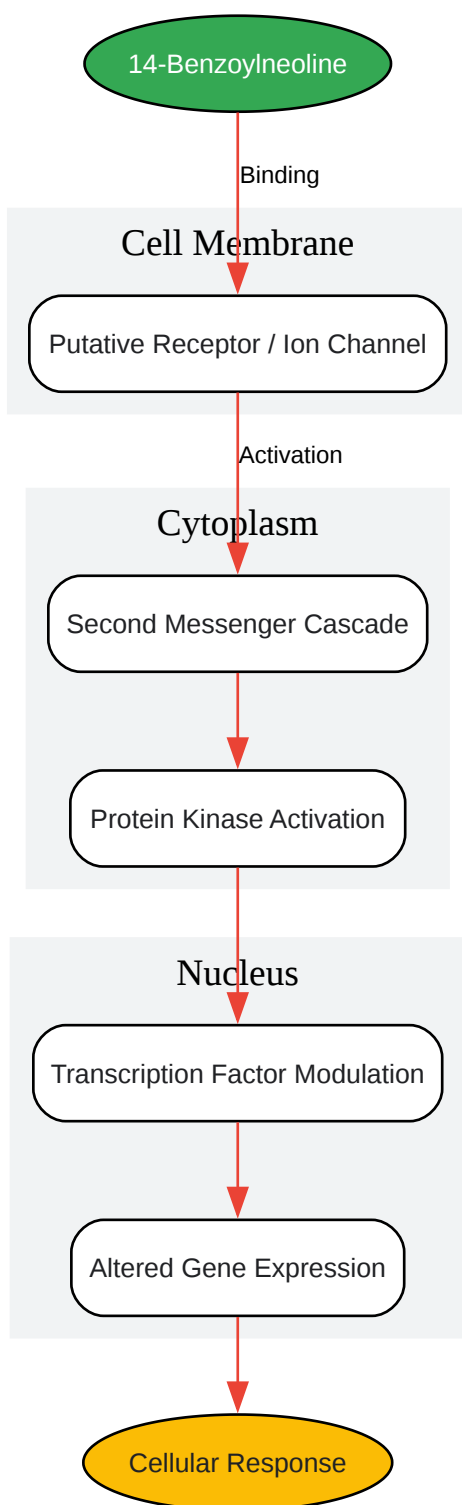 14-Benzoylneoline
Binding
Cell Membrane
Putative Receptor / Ion Channel
Activation
Cytoplasm
Second Messenger Cascade
Protein Kinase Activation
Nucleus
Transcription Factor Modulation
Altered Gene Expression
Cellular Response